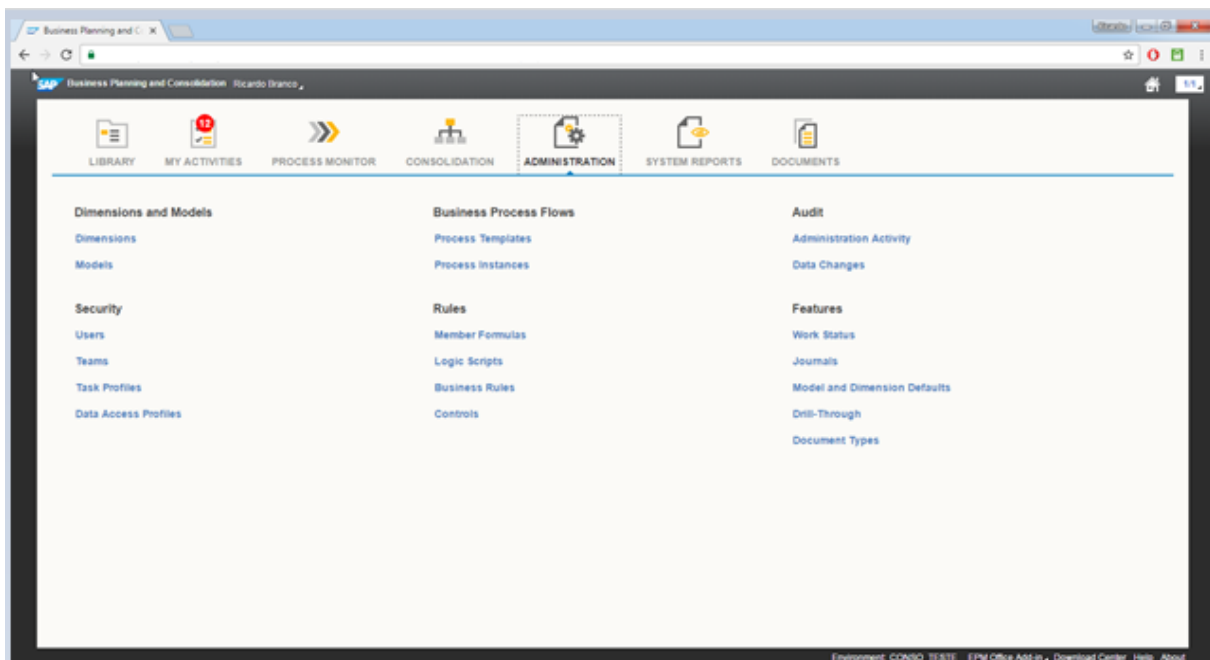 Business Planning and C
SAP Business Planning and Consolidation Ricardo Branco
1/1
12
LIBRARY MY ACTIVITIES PROCESS MONITOR CONSOLIDATION ADMINISTRATION SYSTEM REPORTS DOCUMENTS
Dimensions and Models
Dimensions
Models
Business Process Flows
Process Templates
Process Instances
Audit
Administration Activity
Data Changes
Security
Users
Teams
Task Profiles
Data Access Profiles
Rules
Member Formulas
Logic Scripts
Business Rules
Controls
Features
Work Status
Journals
Model and Dimension Defaults
Drill-Through
Document Types
Environment: CONSO_TESTE EPM Office Add-in Download Center Help About